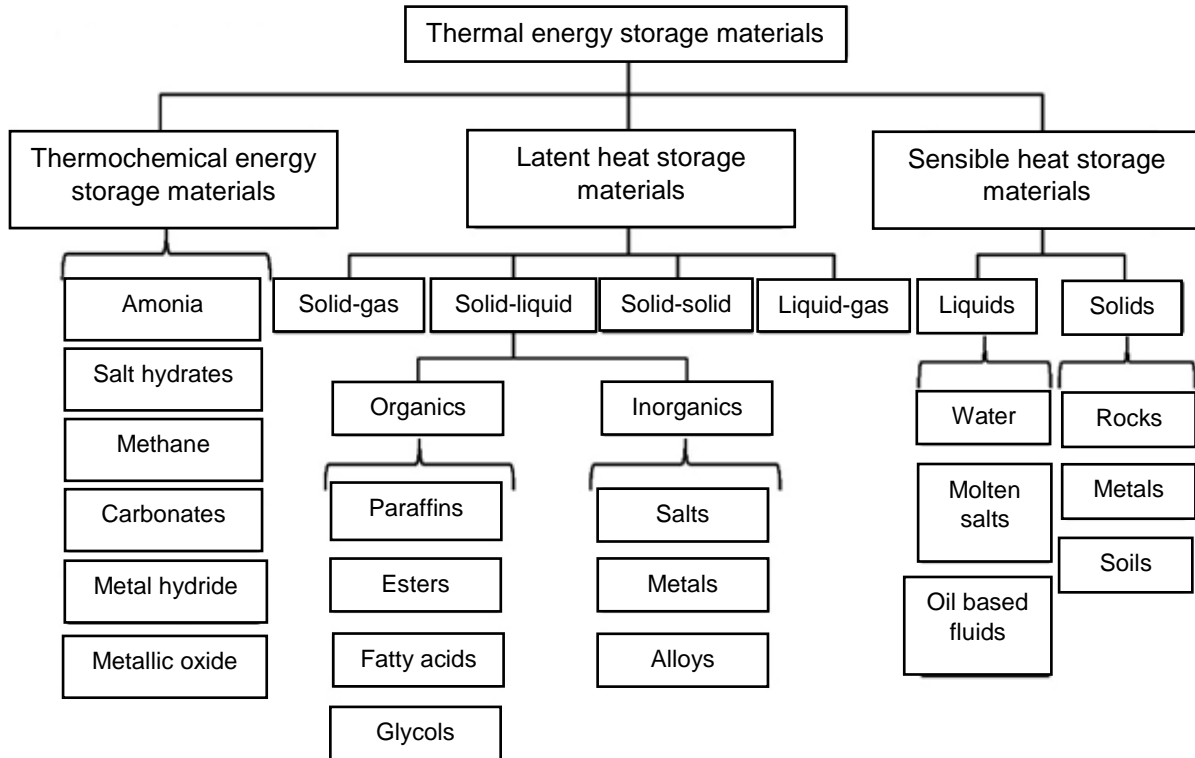 Thermal energy storage materials
Thermochemical energy
storage materials
Latent heat storage
materials
Sensible heat storage
materials
Amonia
Salt hydrates
Methane
Carbonates
Metal hydride
Metallic oxide
Solid-gas
Solid-liquid
Solid-solid
Liquid-gas
Organics
Paraffins
Esters
Fatty acids
Glycols
Inorganics
Salts
Metals
Alloys
Liquids
Water
Molten
salts
Oil based
fluids
Solids
Rocks
Metals
Soils